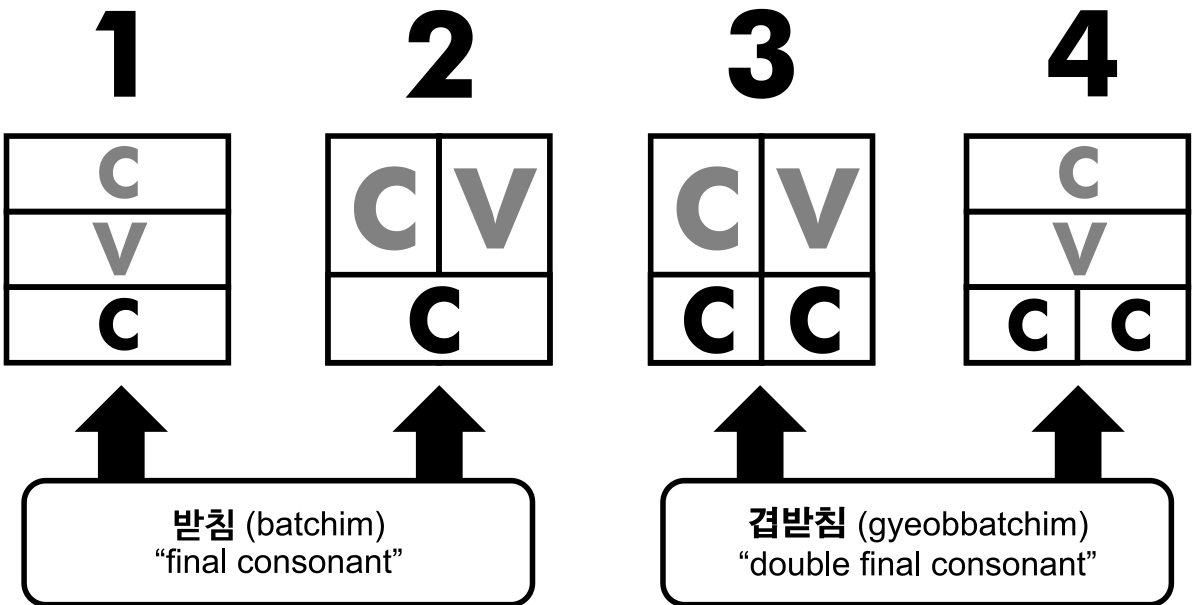 1 2 3 4
C C V C V C
V V
C C C C C C
받침 (batchim)
“final consonant”
겹받침 (gyeobbatchim)
“double final consonant”